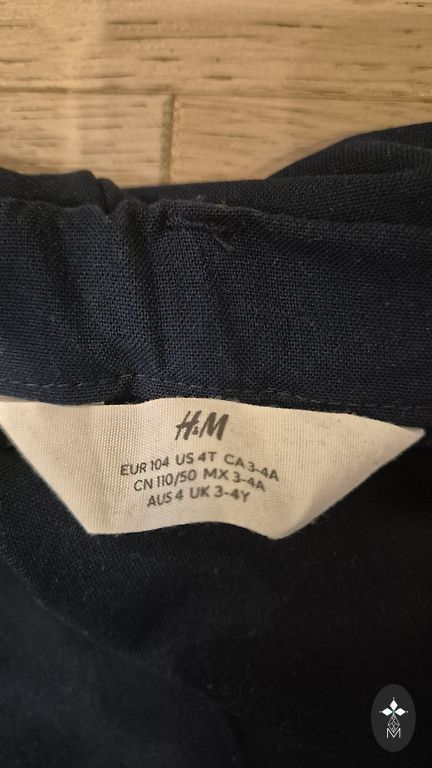 H&M
EUR 104 US 4T CA 3-4A
CN 110/50 MX 3-4A
AUS 4 UK 3-4Y
M